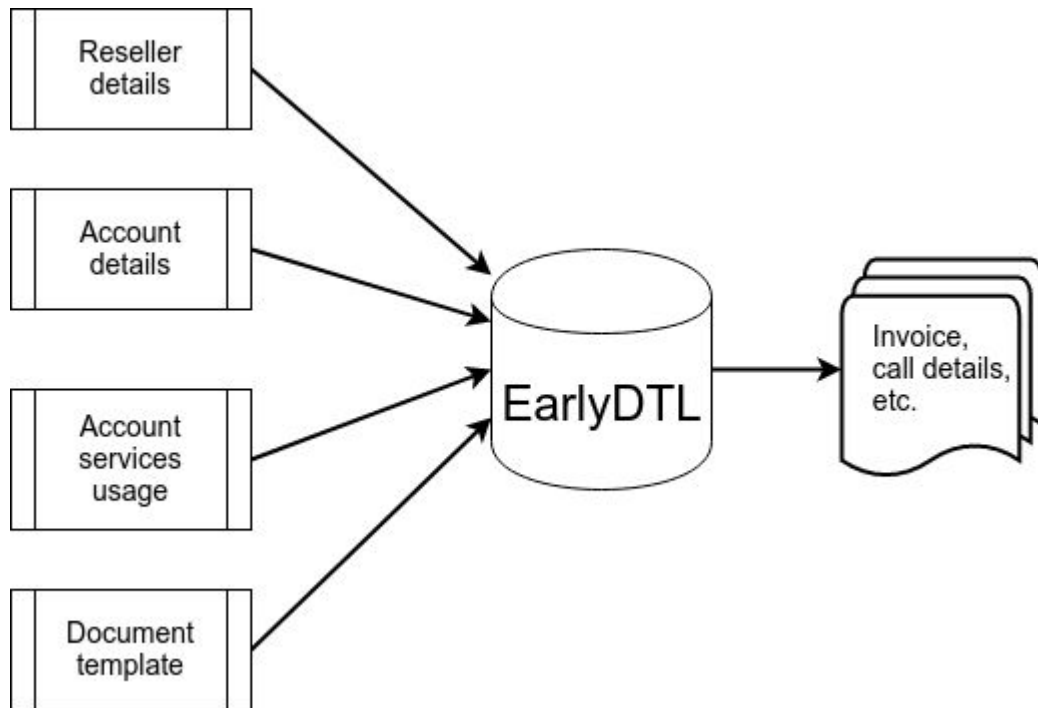 Reseller
details
Account
details
Account
services
usage
Document
template
EarlyDTL
Invoice,
call details,
etc.